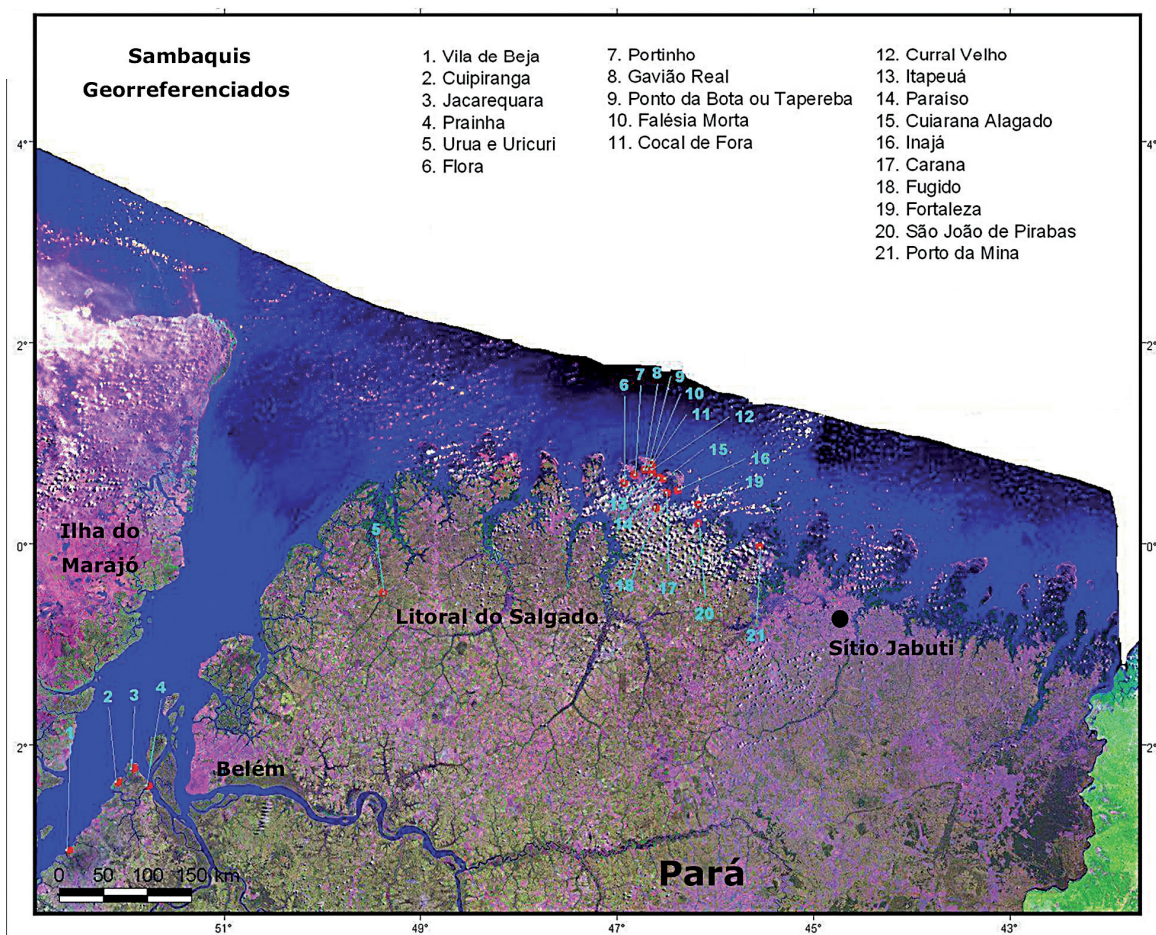 Sambaquis
Georreferenciados
1. Vila de Beja
2. Cuipiranga
3. Jacarequara
4. Prainha
5. Urua e Uricuri
6. Flora
7. Portinho
8. Gavião Real
9. Ponto da Bota ou Tapereba
10. Falésia Morta
11. Cocal de Fora
12. Curral Velho
13. Itapeuá
14. Paraíso
15. Cuiarana Alagado
16. Inajá
17. Carana
18. Fugido
19. Fortaleza
20. São João de Pirabas
21. Porto da Mina
4° 4°
2° 2°
6 7 8 9
10
11 12
15 16
13 19
14
Ilha do
Marajó
5
0° 0°
18 17
20
21
Litoral do Salgado
Sítio Jabuti
2 3 4
2° 2°
Belém
Pará
0 50 100 150 km
51 49 47 45 43